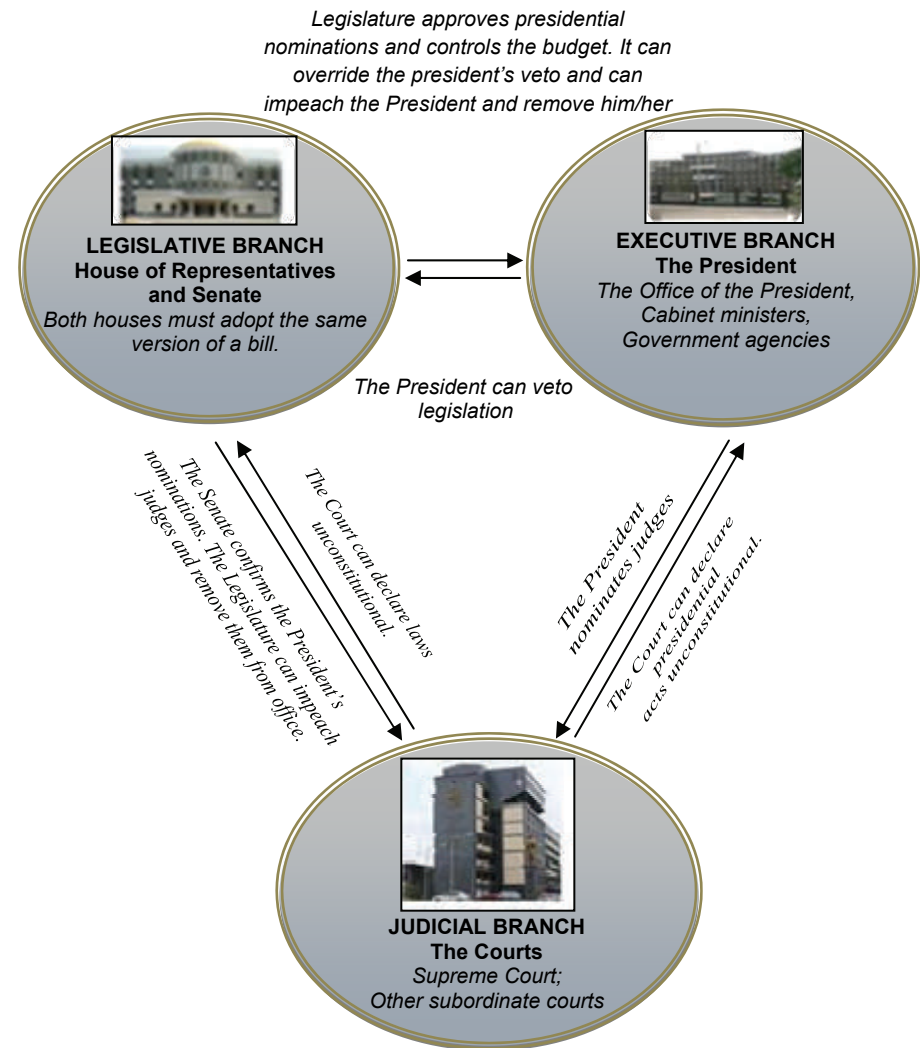 Legislature approves presidential
nominations and controls the budget. It can
override the president's veto and can
impeach the President and remove him/her
LEGISLATIVE BRANCH
House of Representatives
and Senate
Both houses must adopt the same
version of a bill.
EXECUTIVE BRANCH
The President
The Office of the President,
Cabinet ministers,
Government agencies
The President can veto
legislation
The Senate confirms the President's
nominations. The Legislature can impeach
judges and remove them from office.
The Court can declare laws
unconstitutional.
The President
nominates judges
The Court can declare
presidential
acts unconstitutional.
JUDICIAL BRANCH
The Courts
Supreme Court;
Other subordinate courts